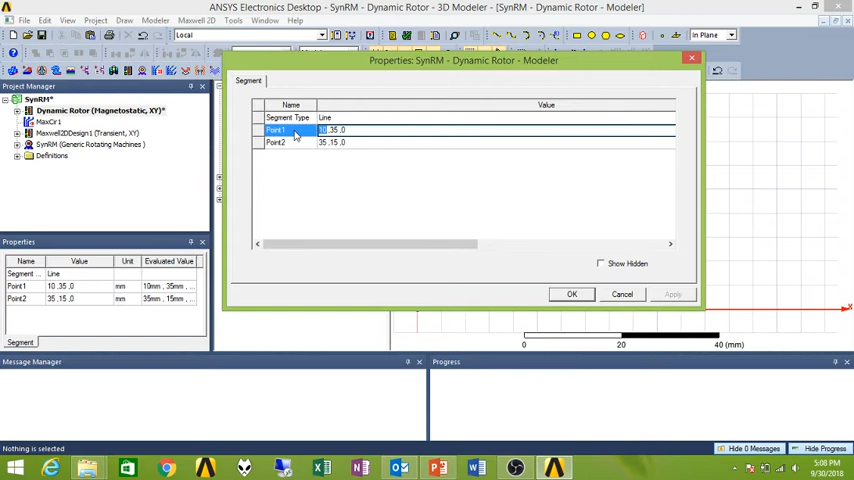 ANSYS Electronics Desktop - SynRM - Dynamic Rotor - 3D Modeler - [SynRM - Dynamic Rotor - Modeler]
File Edit View Project Draw Modeler Maxwell 2D Tools Window Help
Local
In Plane
Project Manager
SynRM*
Dynamic Rotor (Magnetostatic, XY)*
MaxCir1
Maxwell2DDesign1 (Transient, XY)
SynRM (Generic Rotating Machines )
Definitions
Properties
Name Value Unit Evaluated Value
Segment ... Line
Point1 10 ,35 ,0 mm 10mm , 35mm , ...
Point2 35 ,15 ,0 mm 35mm , 15mm , ...
Segment
Properties: SynRM - Dynamic Rotor - Modeler
Segment
Name Value
Segment Type Line
Point1 10 ,35 ,0
Point2 35 ,15 ,0
Show Hidden
OK Cancel Apply
X
0 20 40 (mm)
Message Manager
Progress
Nothing is selected
Hide 0 Messages Hide Progress
5:08 PM
9/30/2018